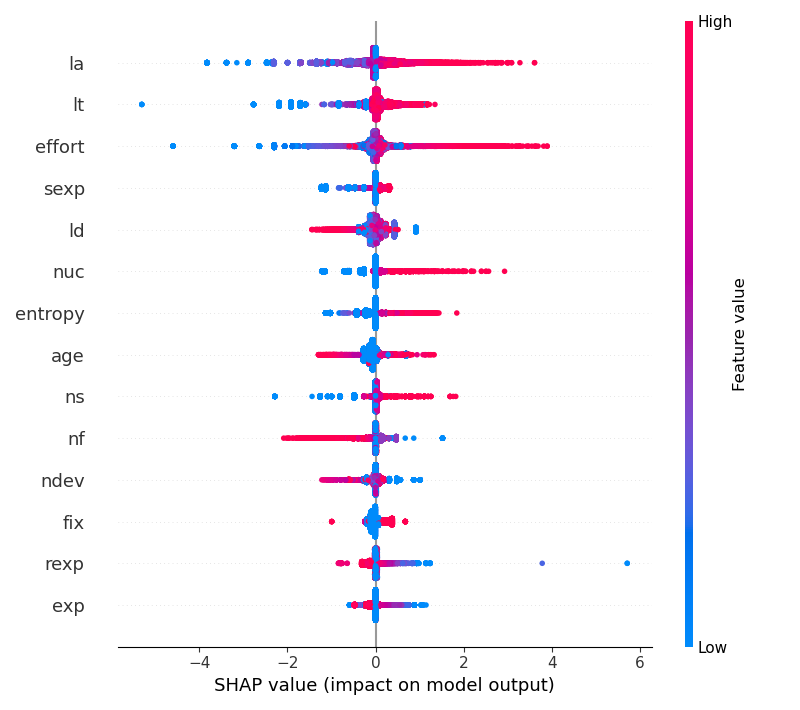 High
la
lt
effort
sexp
ld
nuc
entropy
age
ns
nf
ndev
fix
rexp
exp
Feature value
Low
−4 −2 0 2 4 6
SHAP value (impact on model output)